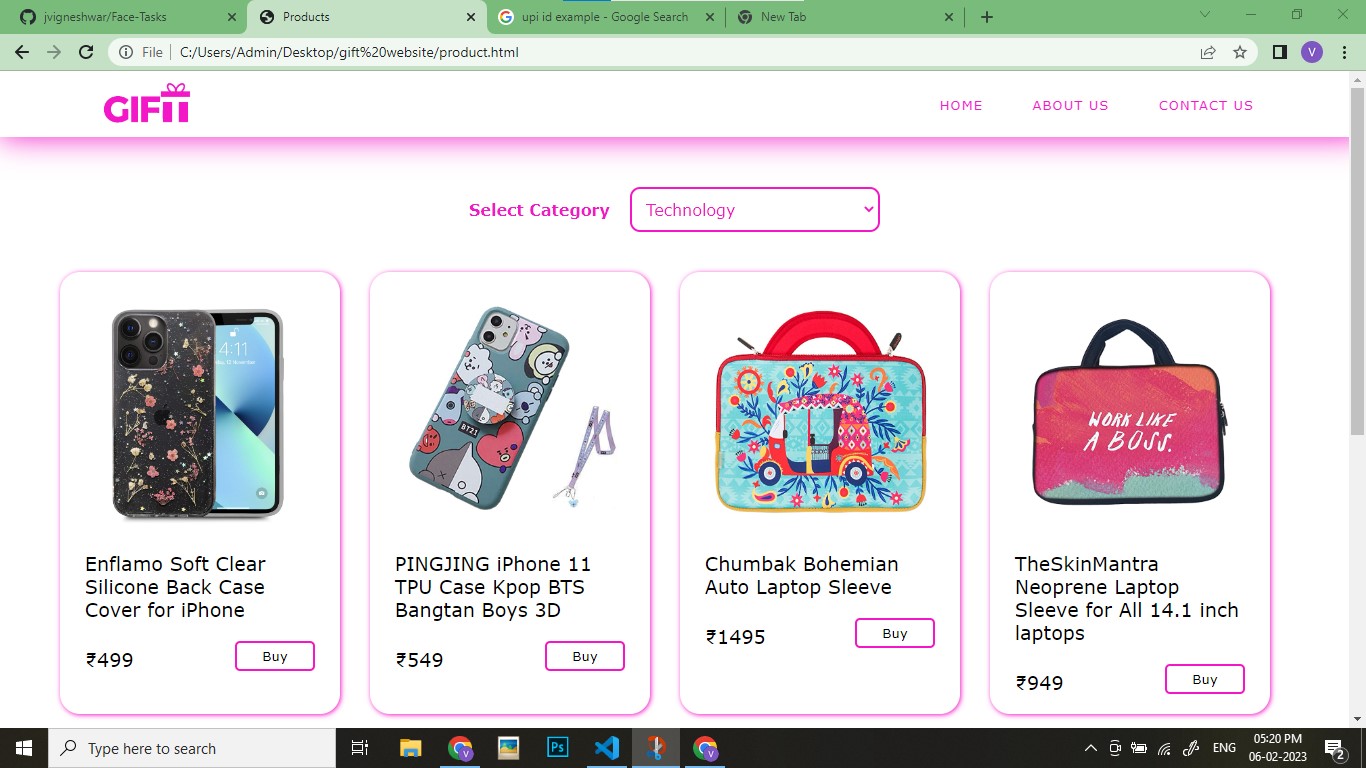 jvigneshwar/Face-Tasks
Products
upi id example - Google Search
New Tab
File
C:/Users/Admin/Desktop/gift%20website/product.html
V
GIFTT
HOME
ABOUT US
CONTACT US
Select Category
Technology
4:11
BT21
WORK LIKE
A BOSS.
Enflamo Soft Clear
Silicone Back Case
Cover for iPhone
₹499
Buy
PINGJING iPhone 11
TPU Case Kpop BTS
Bangtan Boys 3D
₹549
Buy
Chumbak Bohemian
Auto Laptop Sleeve
₹1495
Buy
TheSkinMantra
Neoprene Laptop
Sleeve for All 14.1 inch
laptops
₹949
Buy
Type here to search
V
Ps
V
ENG
05:20 PM
06-02-2023
2